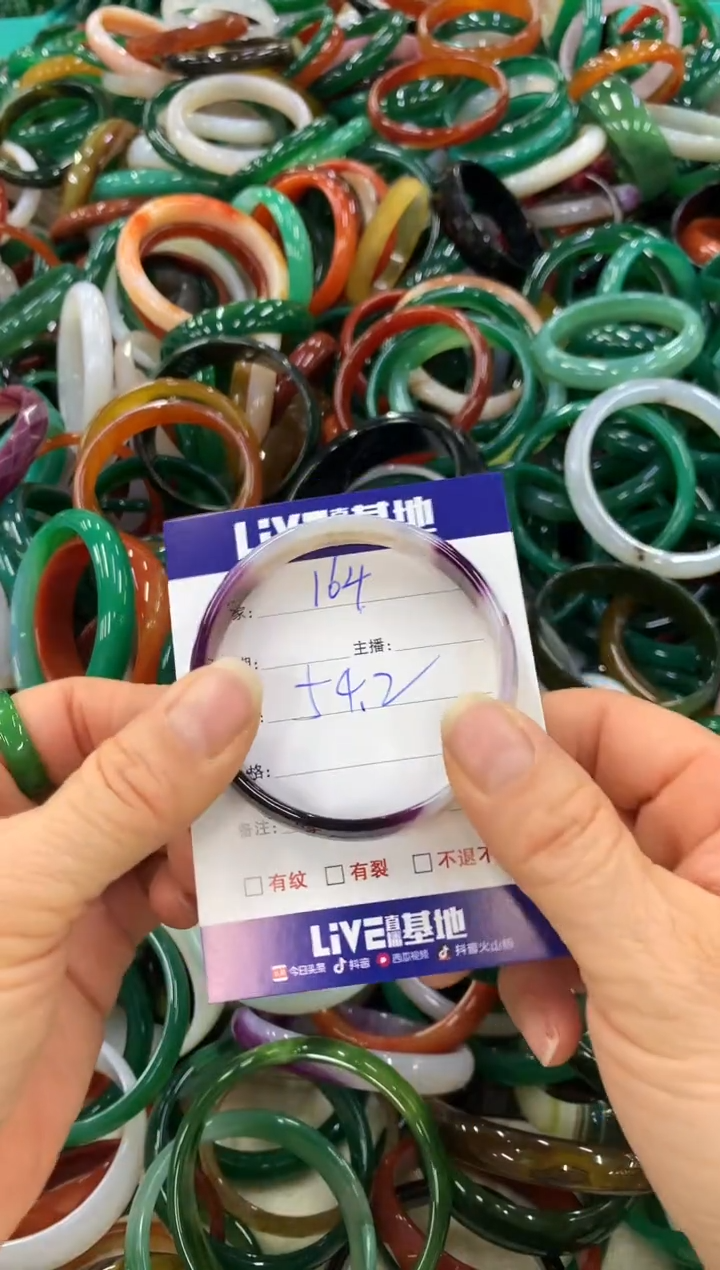 LiVE直播基地
家: 164
期: 主播:
: 54.2
格:
备注:
□有纹 □有裂 □不退不
LiVE直播基地
今日头条 抖音 西瓜视频 抖音火山版